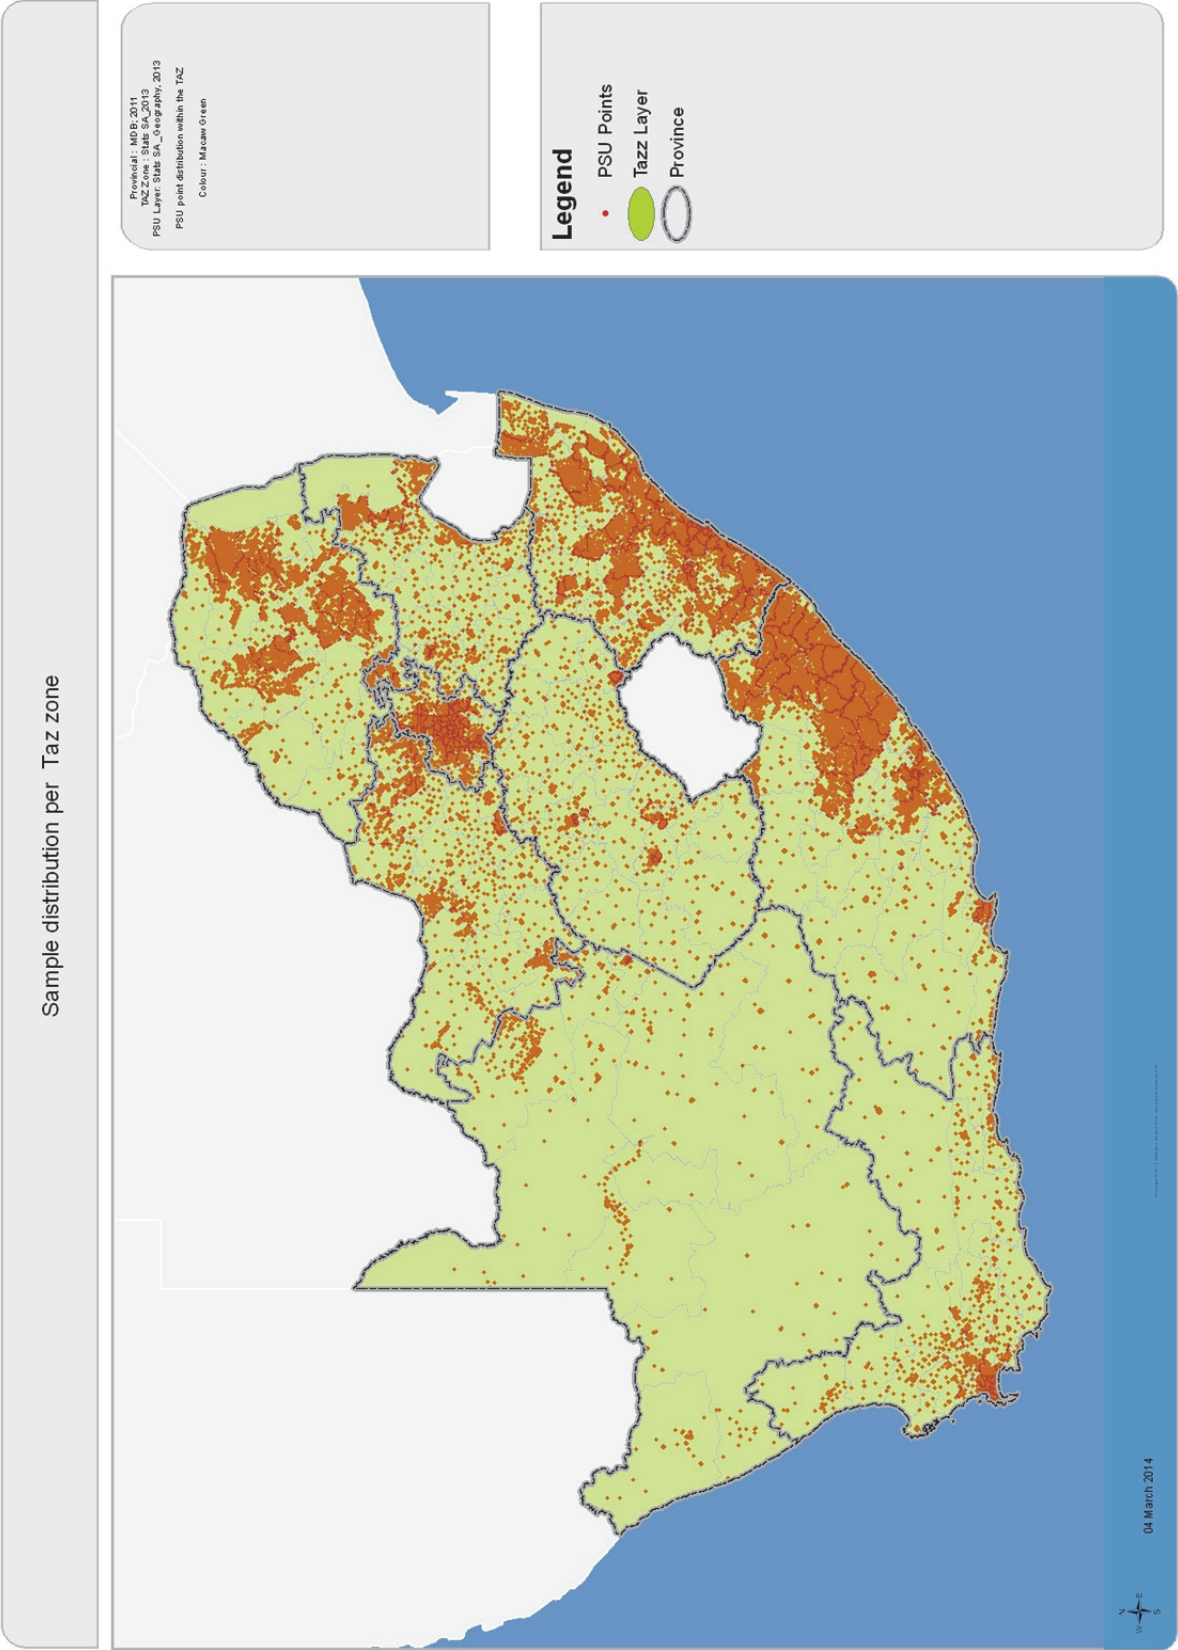 Sample distribution per Taz zone
Provincial : MDB; 2011
TAZ Zone : Stats SA_2013
PSU Layer: Stats SA_Geography, 2013
PSU point distribution within the TAZ
Colour : Macaw Green
Legend
PSU Points
Tazz Layer
Province
04 March 2014
N
W
E
S